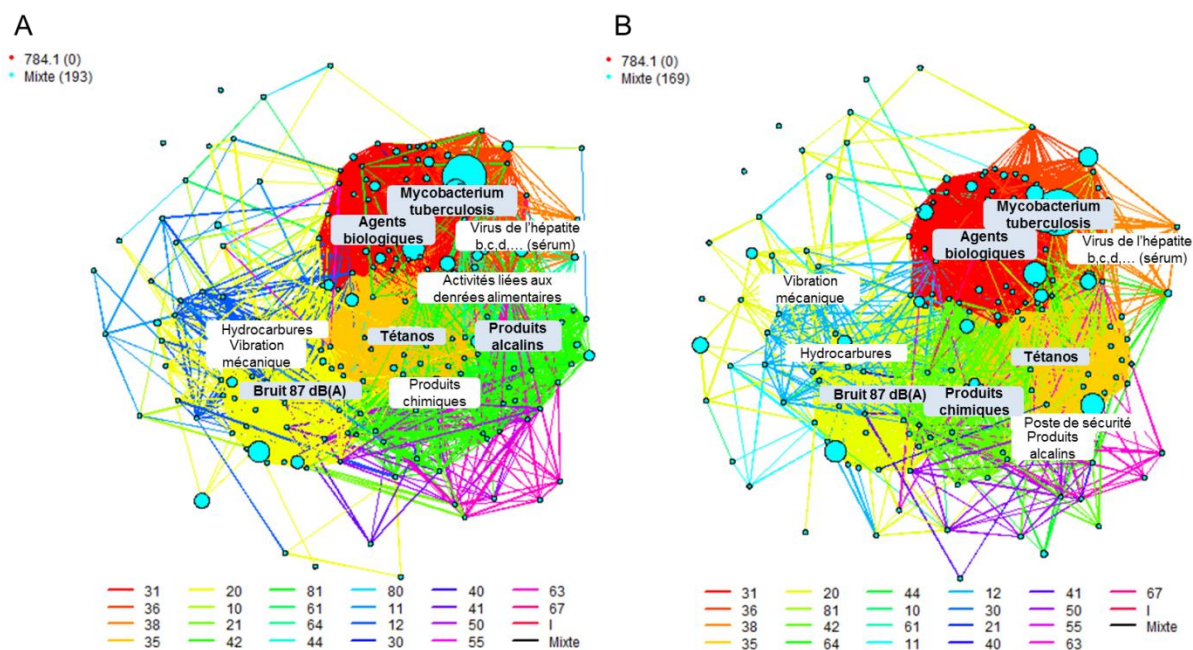 A
784.1 (0)
Mixte (193)
Mycobacterium
tuberculosis
Agents
biologiques
Virus de l'hépatite
b,c,d,... (sérum)
Activités liées aux
denrées alimentaires
Hydrocarbures
Vibration
mécanique
Tétanos
Produits
alcalins
Bruit 87 dB(A)
Produits
chimiques
31 20 81 80 40 63
36 10 61 11 41 67
38 21 64 12 50 I
35 42 44 30 55 Mixte
B
784.1 (0)
Mixte (169)
Mycobacterium
tuberculosis
Agents
biologiques
Virus de l'hépatite
b,c,d,... (sérum)
Vibration
mécanique
Hydrocarbures
Tétanos
Bruit 87 dB(A)
Produits
chimiques
Poste de sécurité
Produits
alcalins
31 20 44 12 41 67
36 81 10 30 50 I
38 42 61 21 55 Mixte
35 64 11 40 63